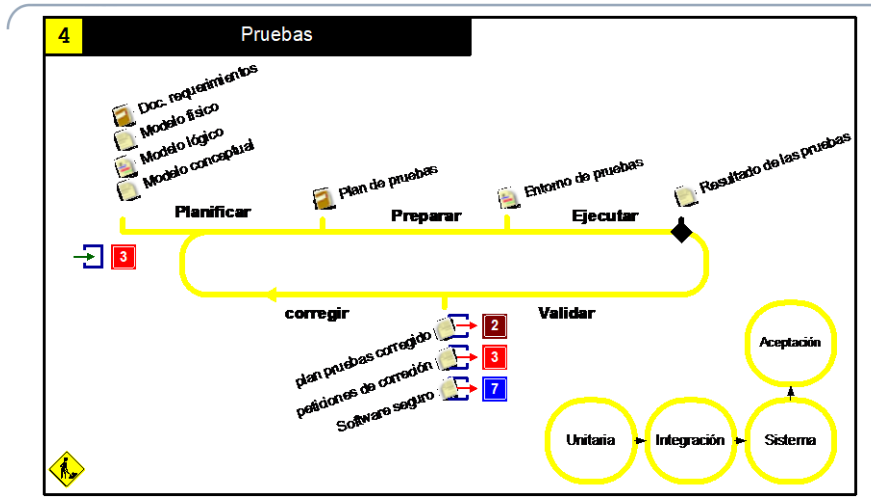 4 Pruebas
Doc. requerimientos
Modelo físico
Modelo lógico
Modelo conceptual
Plan de pruebas
Entorno de pruebas
Resultado de las pruebas
Planificar
Preparar
Ejecutar
3
corregir
Validar
plan pruebas corregido
2
peticiones de correción
3
Software seguro
7
Aceptación
Unitaria
Integración
Sistema